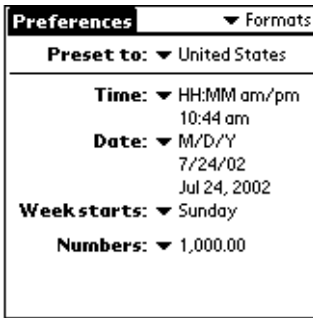 Preferences ▼ Formats
Preset to: ▼ United States
Time: ▼ HH:MM am/pm
10:44 am
Date: ▼ M/D/Y
7/24/02
Jul 24, 2002
Week starts: ▼ Sunday
Numbers: ▼ 1,000.00